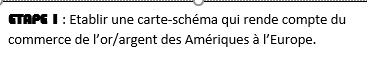 ETAPE 1 : Etablir une carte-schéma qui rende compte du
commerce de l’or/argent des Amériques à l’Europe.